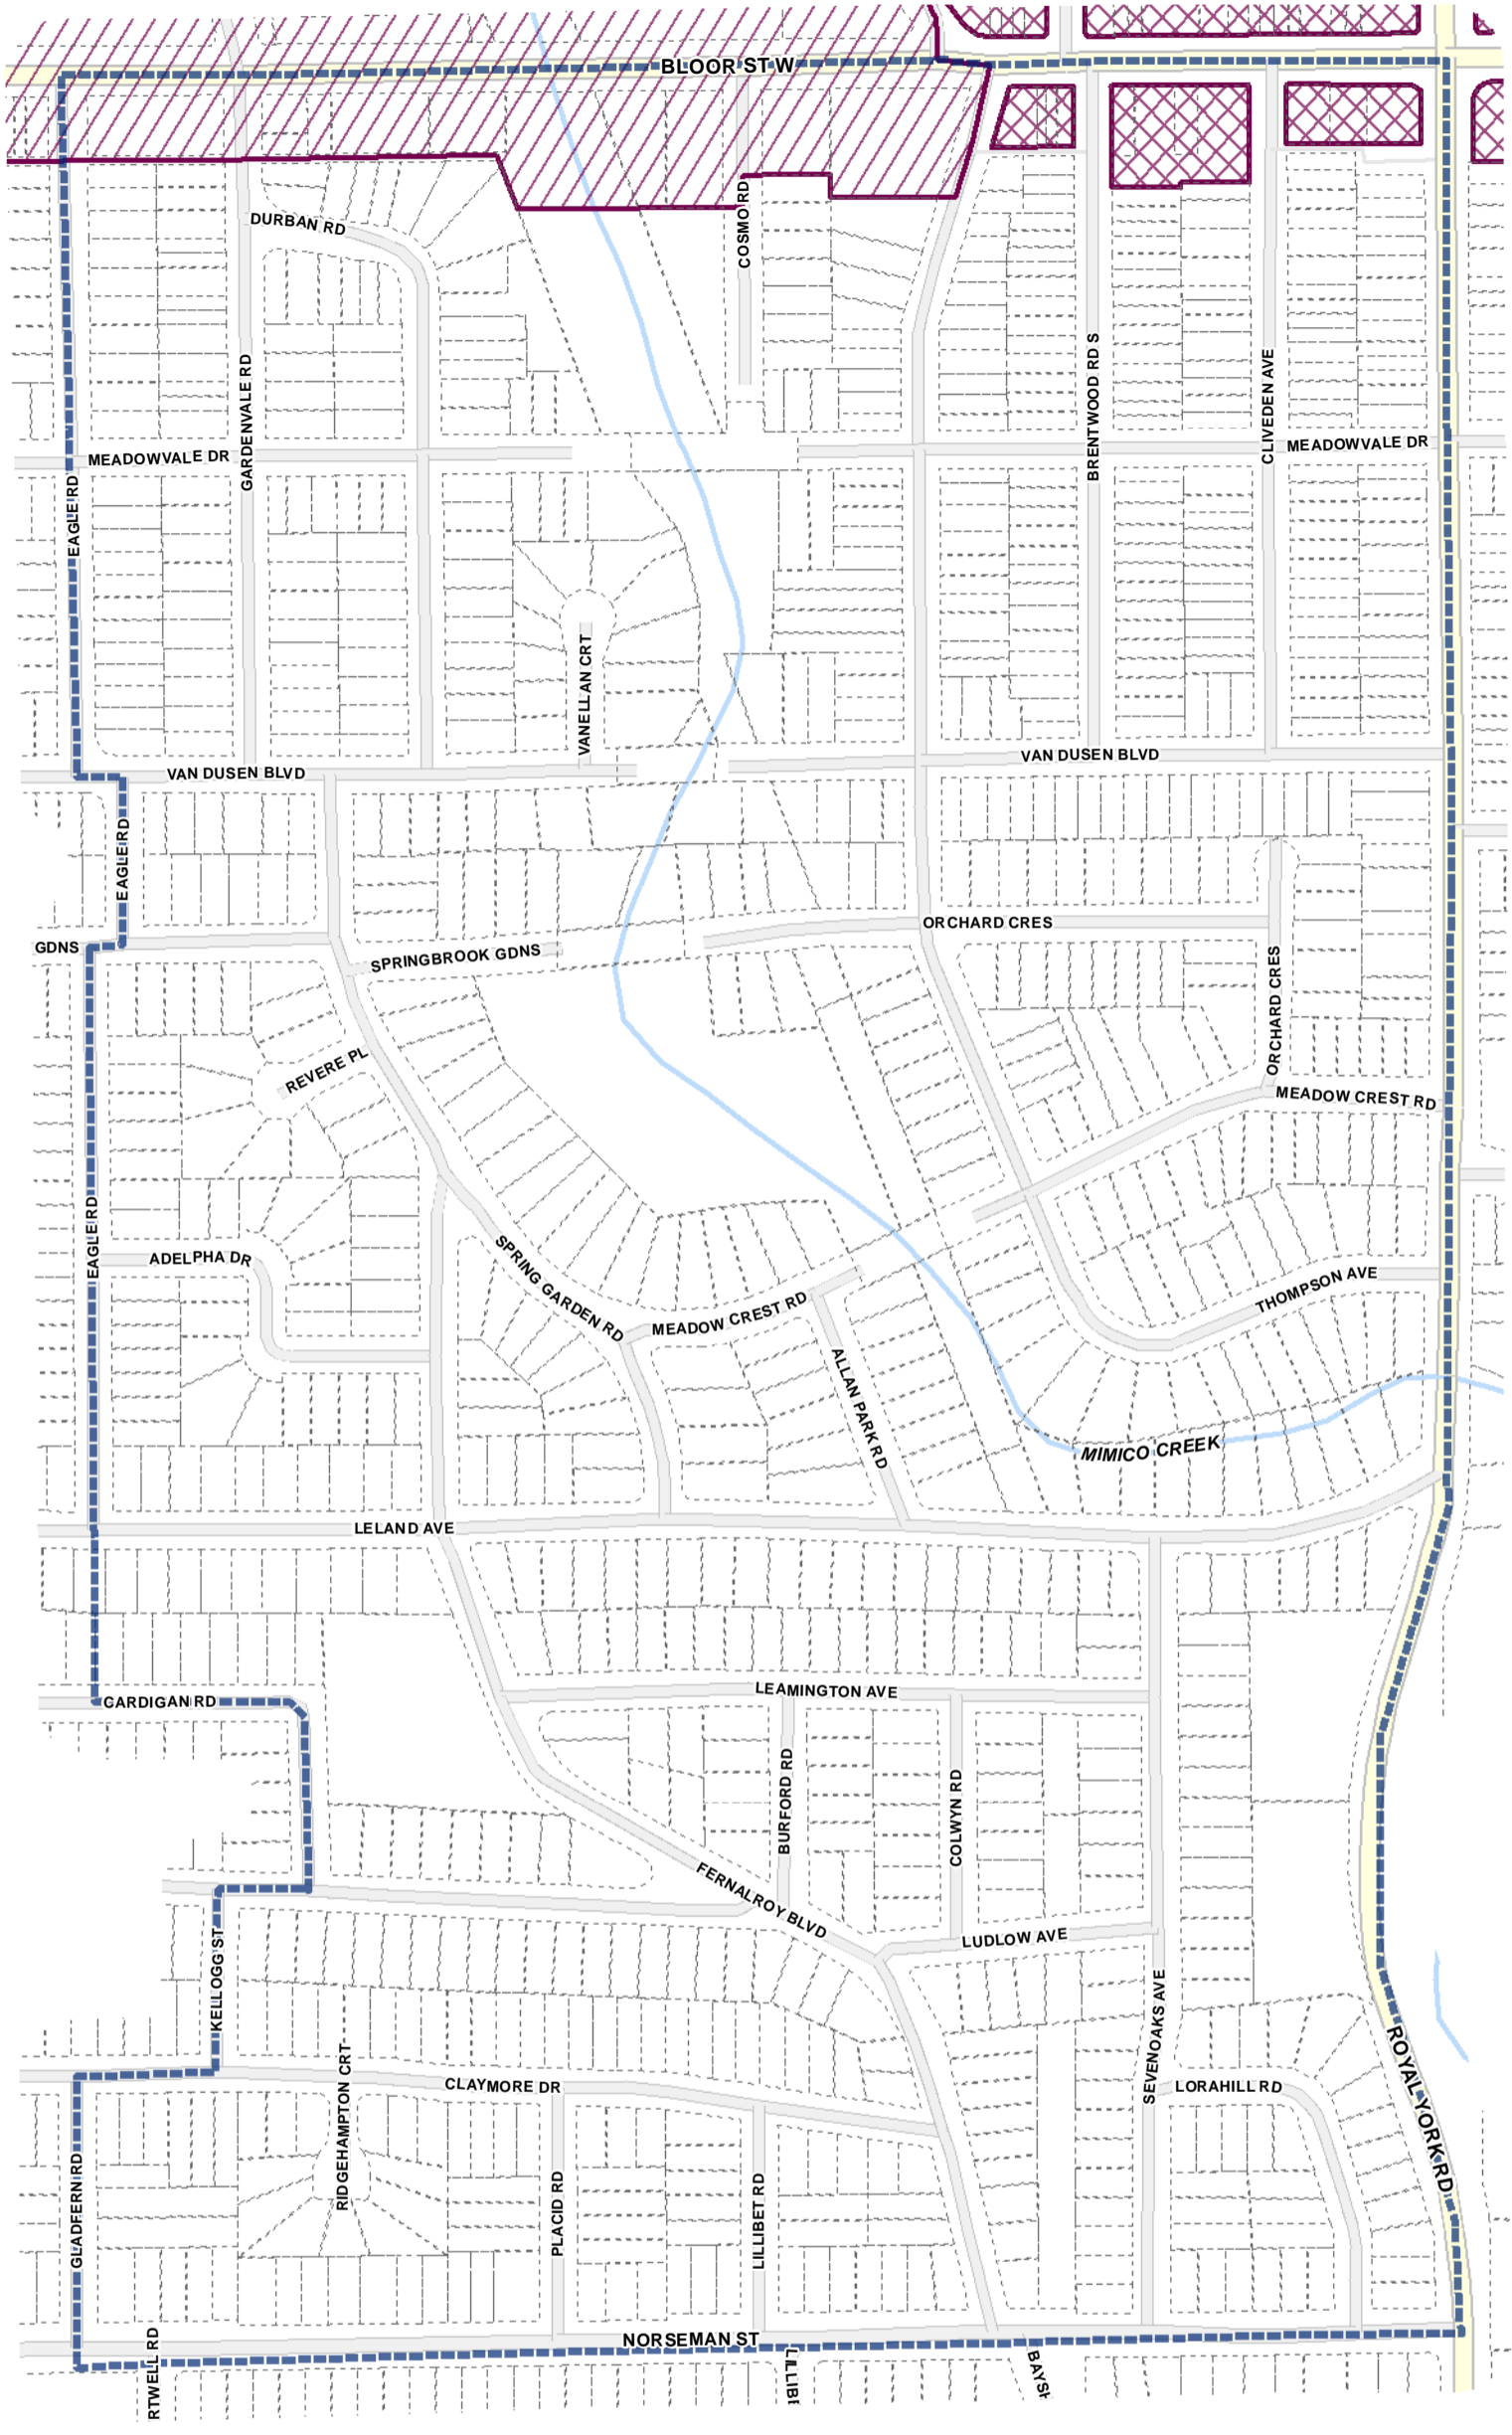 BLOOR ST W
DURBAN RD
COSMO RD
GARDENVALE RD
BRENTWOOD RD S
CLIVEDEN AVE
MEADOWVALE DR
MEADOWVALE DR
EAGLE RD
VANELLAN CRT
VAN DUSEN BLVD
VAN DUSEN BLVD
EAGLE RD
ORCHARD CRES
GDNS
SPRINGBROOK GDNS
ORCHARD CRES
REVERE PL
MEADOW CREST RD
EAGLE RD
ADELPHA DR
SPRING GARDEN RD
THOMPSON AVE
MEADOW CREST RD
ALLAN PARK RD
MIMICO CREEK
LELAND AVE
LEAMINGTON AVE
GARDIGAN RD
BURFORD RD
COLWYN RD
FERNALROY BLVD
LUDLOW AVE
KELLOGG ST
SEVENOAKS AVE
ROYAL YORK RD
RIDGEHAMPTON CRT
CLAYMORE DR
LORAHILL RD
GLADFERN RD
PLACID RD
LILLIBET RD
NORSEMAN ST
RTWELL RD
LILLIB
BAYS